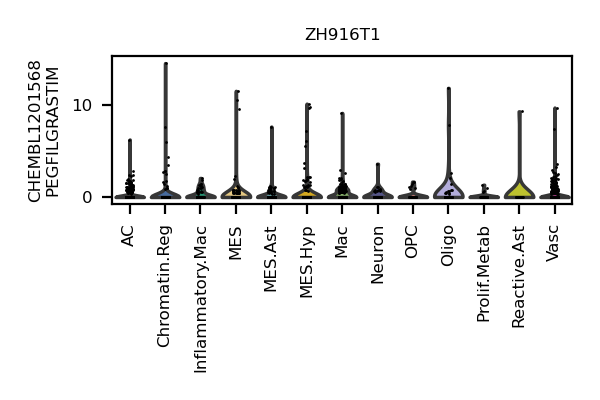 ZH916T1
CHEMBL1201568
PEGFILGRASTIM
10
0
AC
Chromatin.Reg
Inflammatory.Mac
MES
MES.Ast
MES.Hyp
Mac
Neuron
OPC
Oligo
Prolif.Metab
Reactive.Ast
Vasc